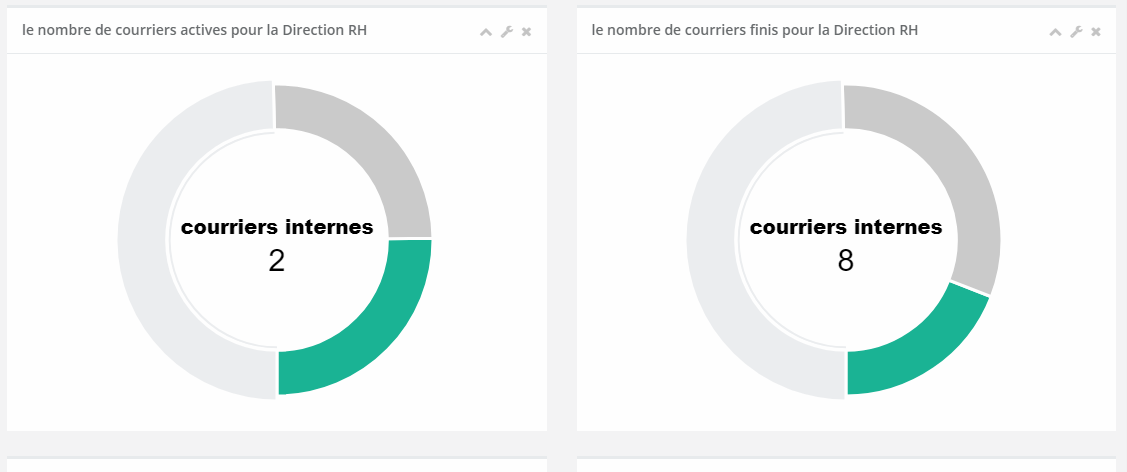 le nombre de courriers actives pour la Direction RH
courriers internes
2
le nombre de courriers finis pour la Direction RH
courriers internes
8